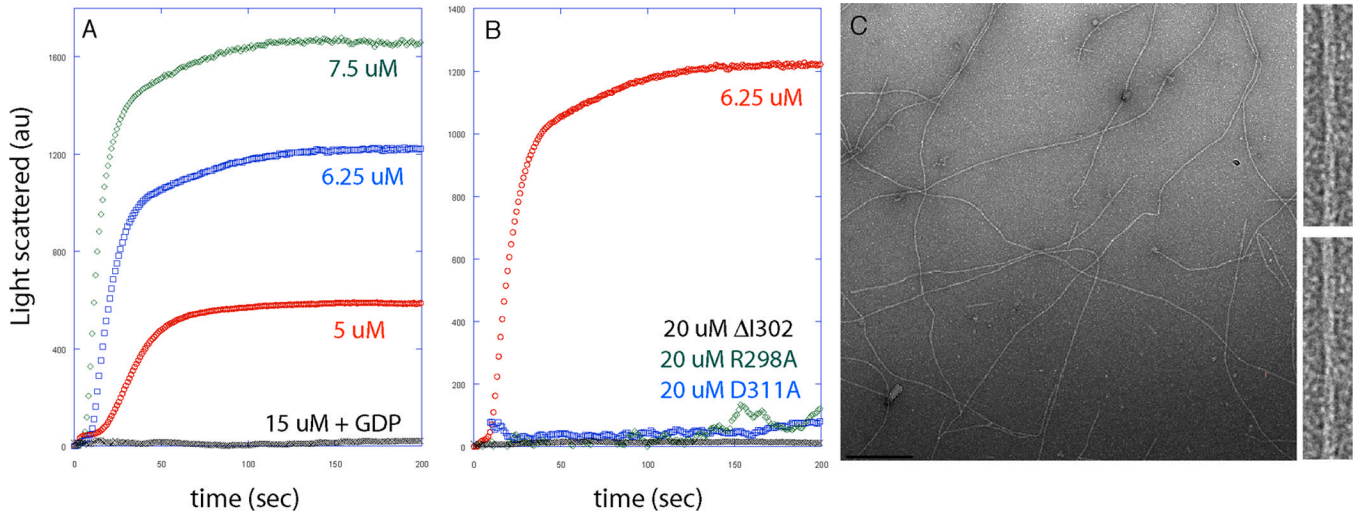 A
1600
1200
800
400
0
Light scattered (au)
7.5 uM
6.25 uM
5 uM
15 uM + GDP
0
50
100
150
200
time (sec)
B
1400
1200
1000
800
600
400
200
0
6.25 uM
20 uM ΔI302
20 uM R298A
20 uM D311A
0
50
100
150
200
time (sec)
C